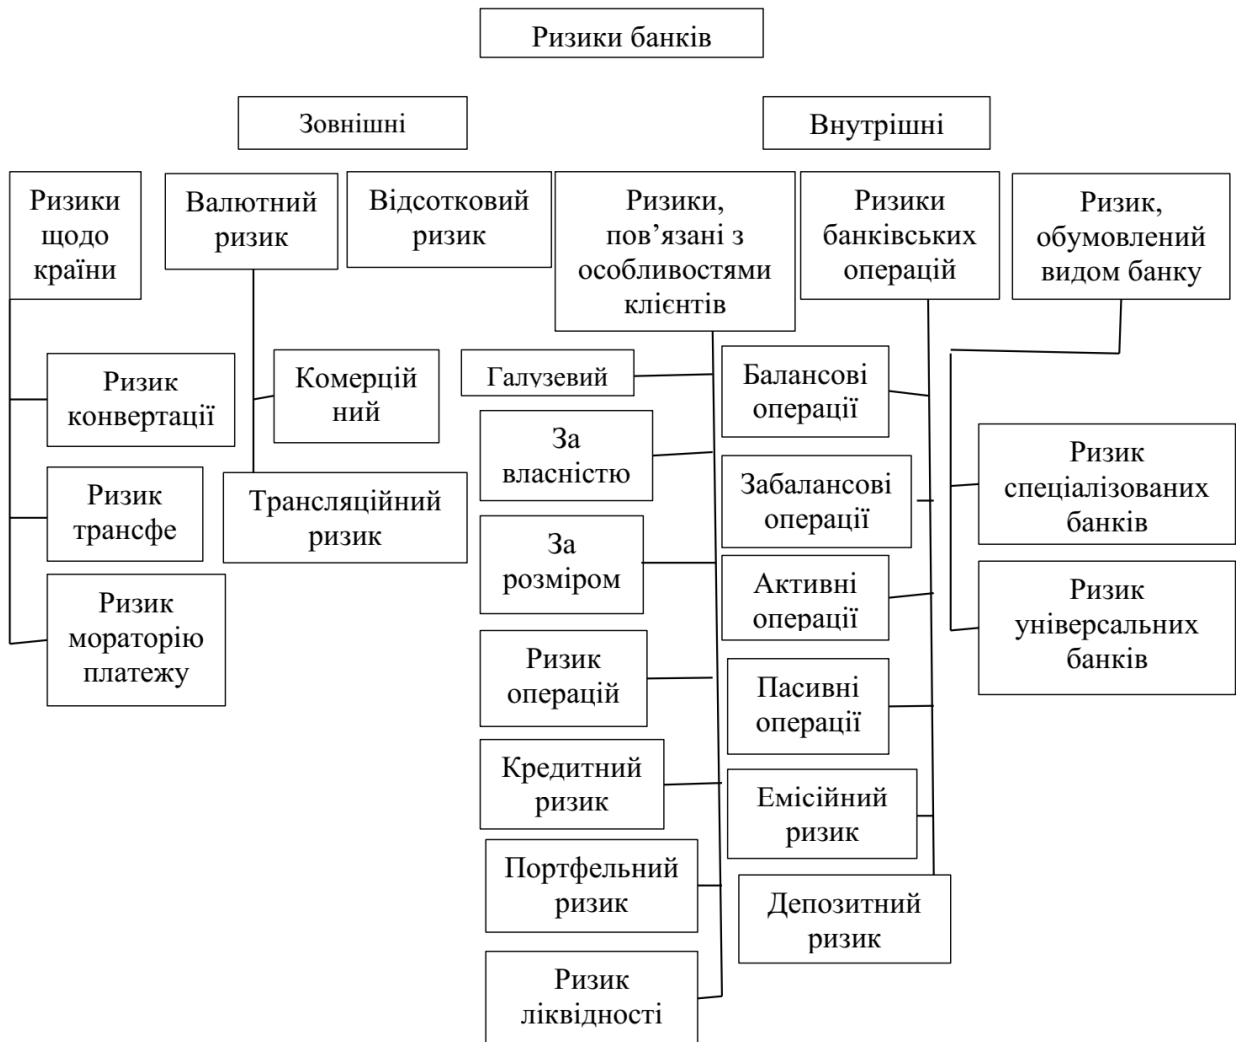 Ризики банків
Зовнішні
Внутрішні
Ризики
щодо
країни
Валютний
ризик
Відсотковий
ризик
Ризики,
пов’язані з
особливостями
клієнтів
Ризики
банківських
операцій
Ризик,
обумовлений
видом банку
Ризик
конвертації
Ризик
трансфе
Ризик
мораторію
платежу
Комерцій
ний
Трансляційний
ризик
Галузевий
За
власністю
За
розміром
Ризик
операцій
Кредитний
ризик
Портфельний
ризик
Ризик
ліквідності
Балансові
операції
Забалансові
операції
Активні
операції
Пасивні
операції
Емісійний
ризик
Депозитний
ризик
Ризик
спеціалізованих
банків
Ризик
універсальних
банків